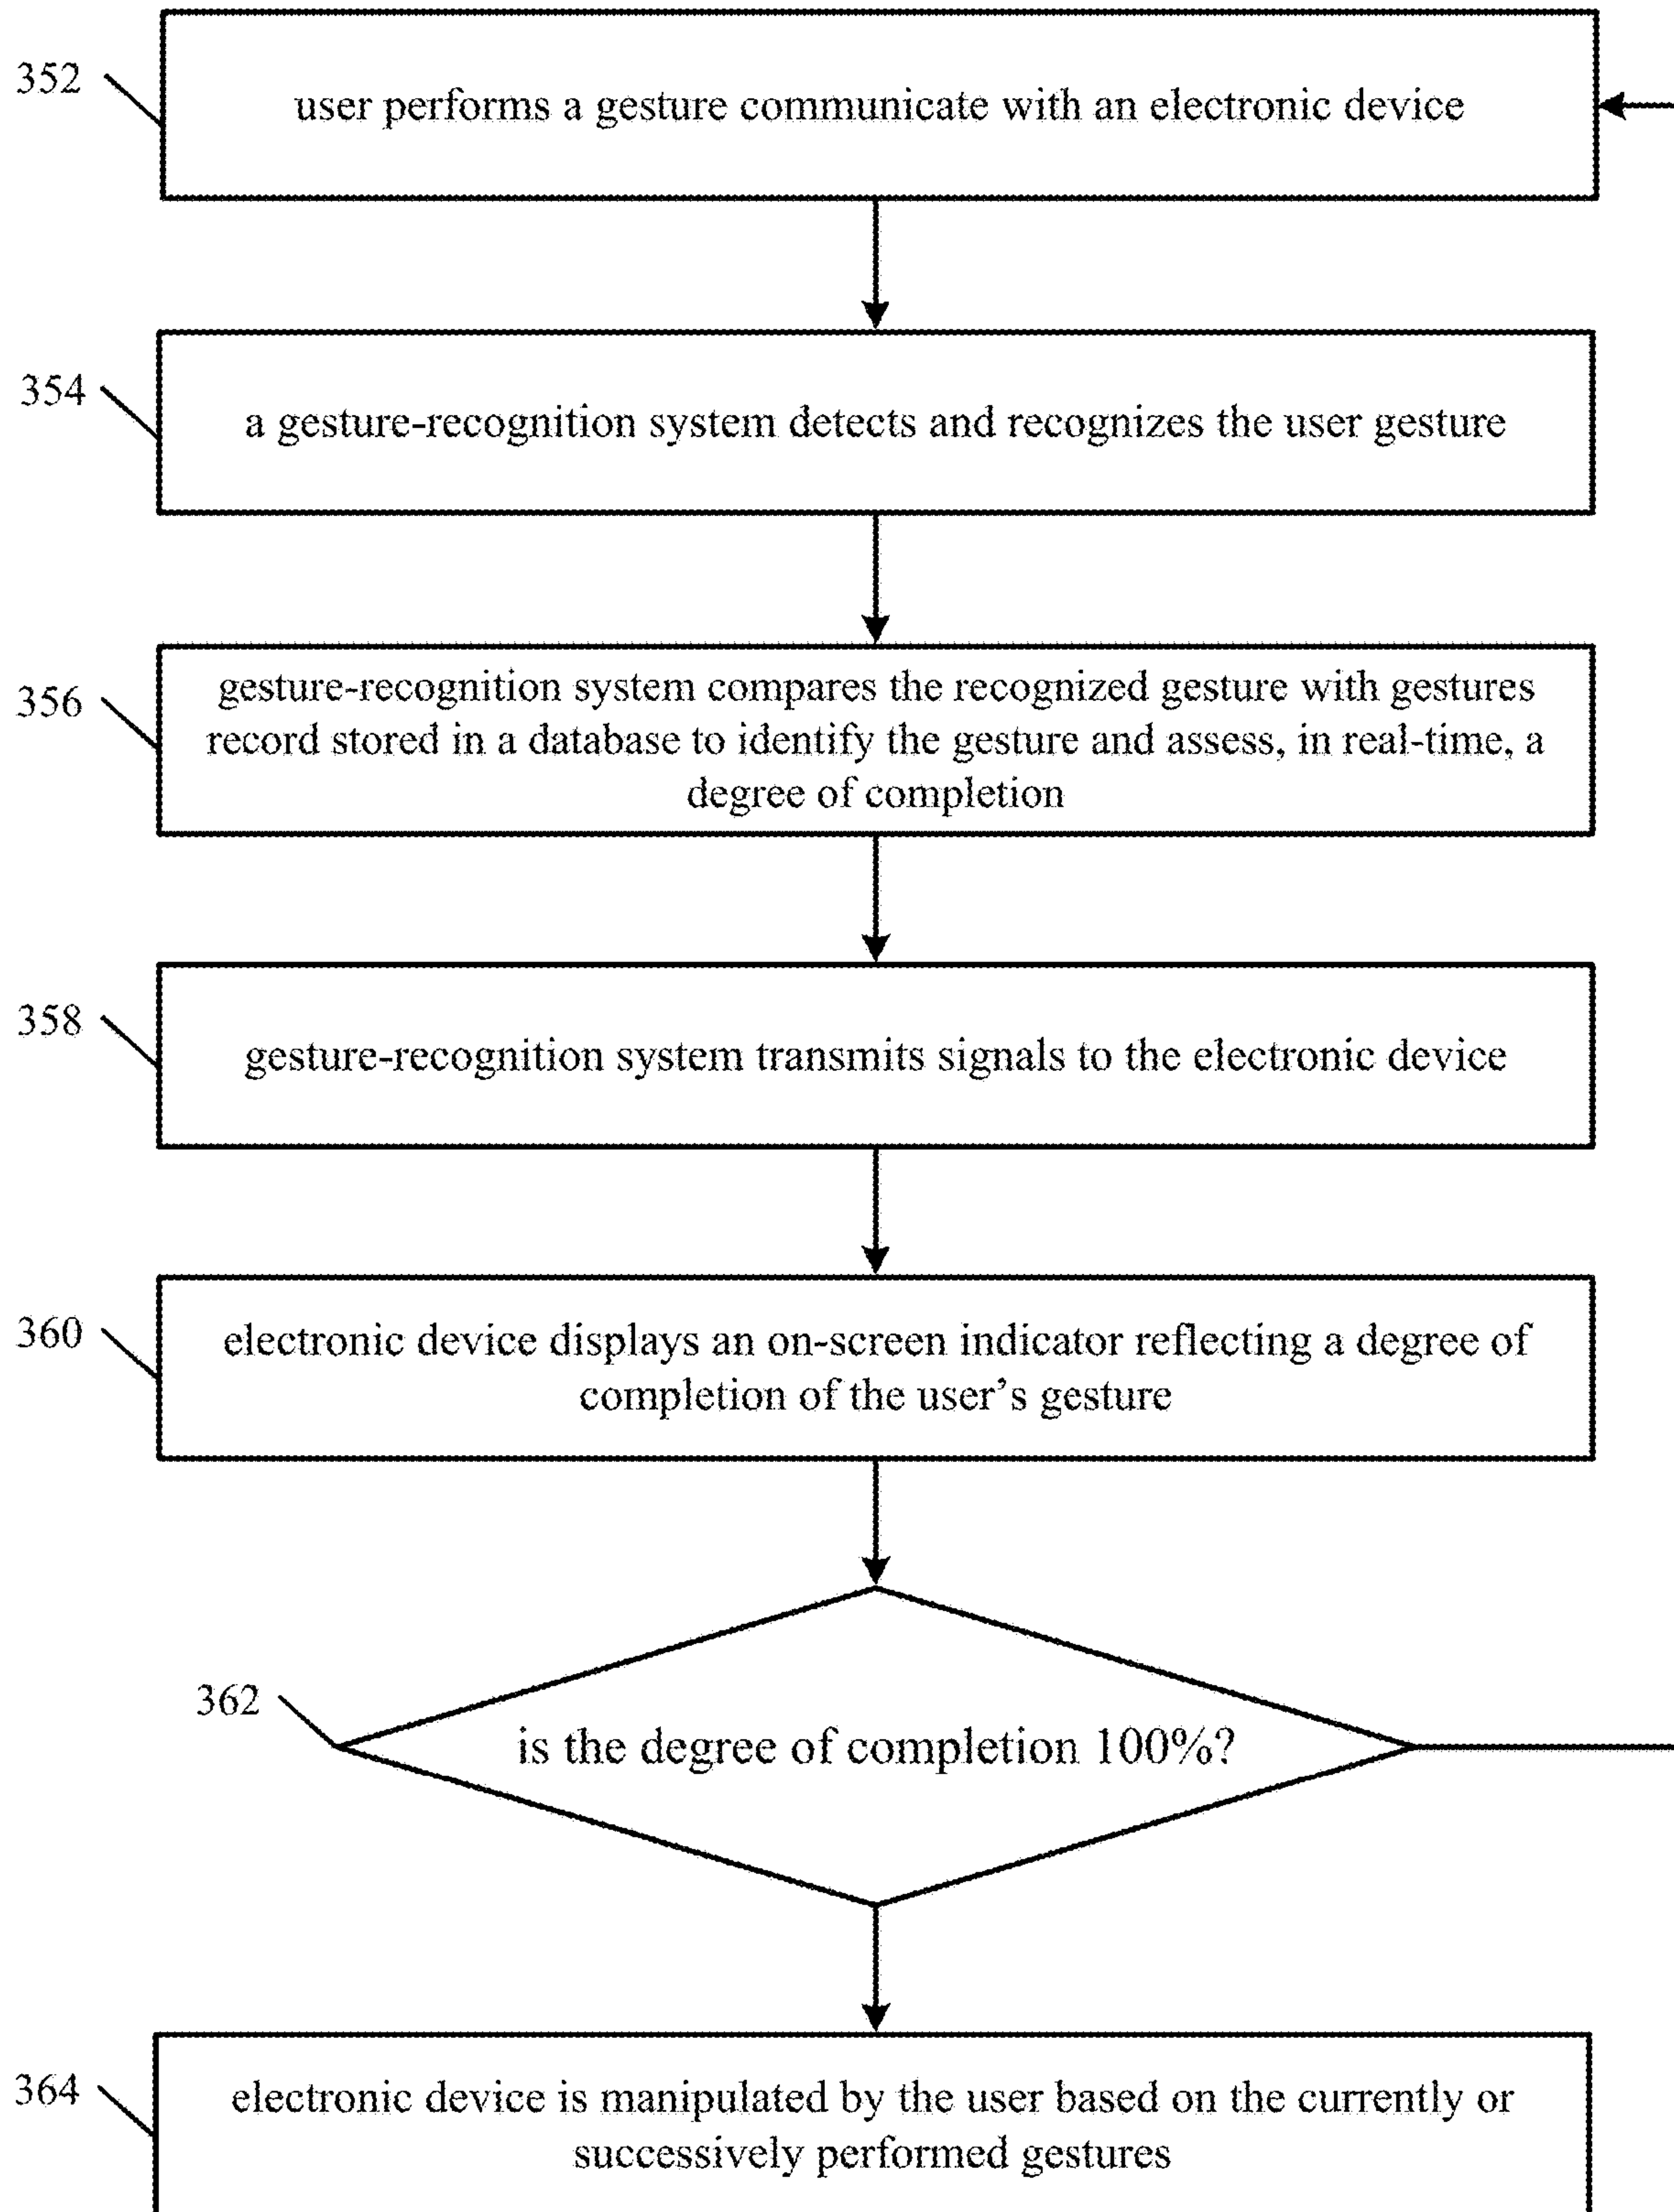 352
user performs a gesture communicate with an electronic device
354
a gesture-recognition system detects and recognizes the user gesture
356
gesture-recognition system compares the recognized gesture with gestures
record stored in a database to identify the gesture and assess, in real-time, a
degree of completion
358
gesture-recognition system transmits signals to the electronic device
360
electronic device displays an on-screen indicator reflecting a degree of
completion of the user's gesture
362
is the degree of completion 100%?
364
electronic device is manipulated by the user based on the currently or
successively performed gestures